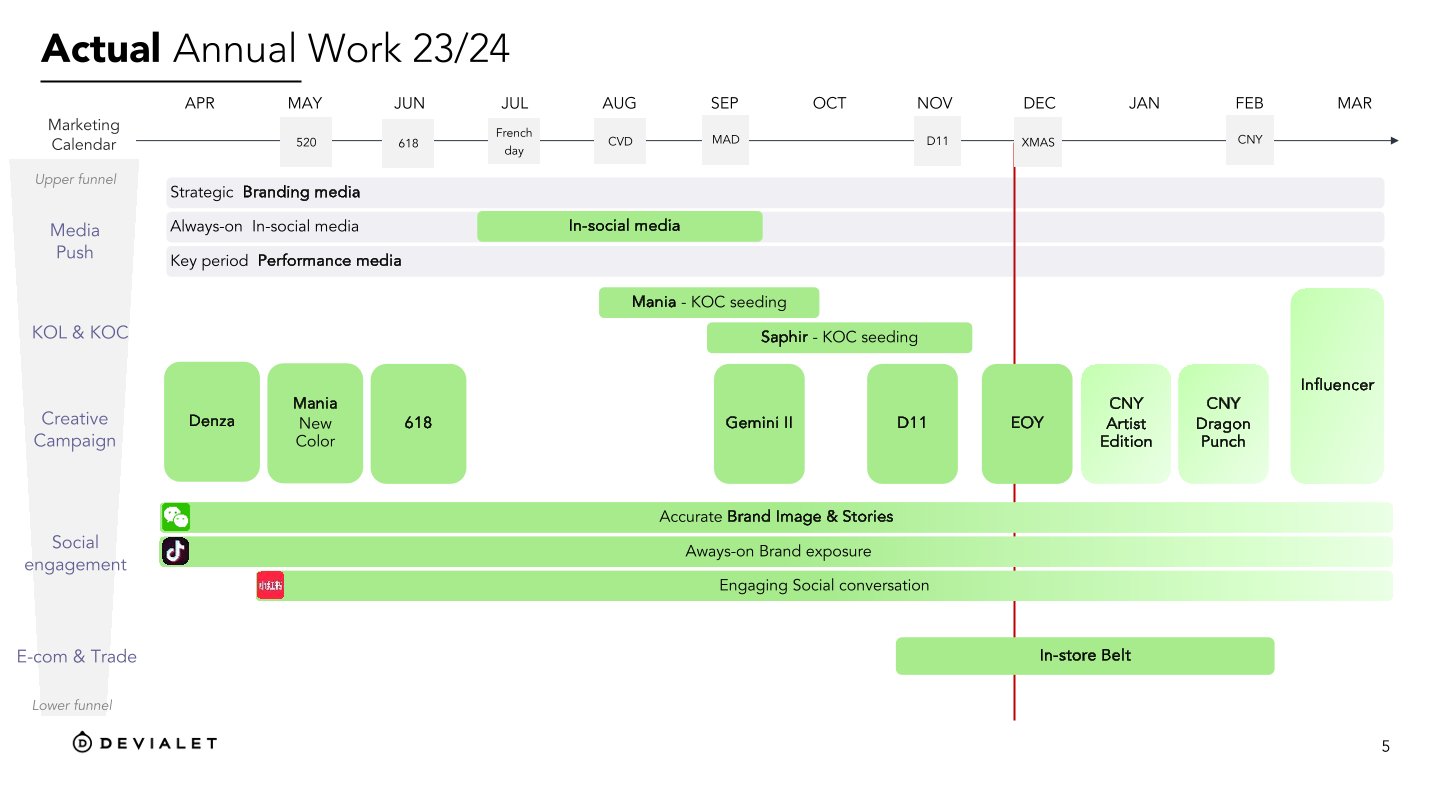 Actual Annual Work 23/24
APR MAY JUN JUL AUG SEP OCT NOV DEC JAN FEB MAR
Marketing
Calendar
520
618
French
day
CVD
MAD
D11
XMAS
CNY
Upper funnel
Media
Push
Strategic Branding media
Always-on In-social media
In-social media
Key period Performance media
KOL & KOC
Mania - KOC seeding
Saphir - KOC seeding
Influencer
Creative
Campaign
Denza
Mania
New
Color
618
Gemini II
D11
EOY
CNY
Artist
Edition
CNY
Dragon
Punch
Social
engagement
Accurate Brand Image & Stories
Aways-on Brand exposure
小红书
Engaging Social conversation
E-com & Trade
In-store Belt
Lower funnel
DEVIALET
5